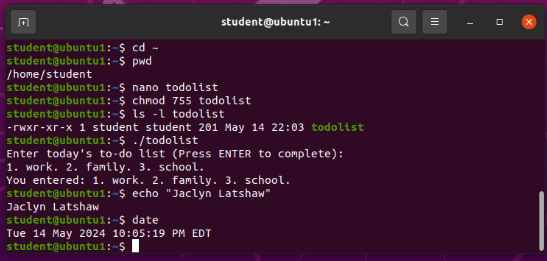 student@ubuntu1: ~
student@ubuntu1:~$ cd ~
student@ubuntu1:~$ pwd
/home/student
student@ubuntu1:~$ nano todolist
student@ubuntu1:~$ chmod 755 todolist
student@ubuntu1:~$ ls -l todolist
-rwxr-xr-x 1 student student 201 May 14 22:03 todolist
student@ubuntu1:~$ ./todolist
Enter today's to-do list (Press ENTER to complete):
1. work. 2. family. 3. school.
You entered: 1. work. 2. family. 3. school.
student@ubuntu1:~$ echo "Jaclyn Latshaw"
Jaclyn Latshaw
student@ubuntu1:~$ date
Tue 14 May 2024 10:05:19 PM EDT
student@ubuntu1:~$